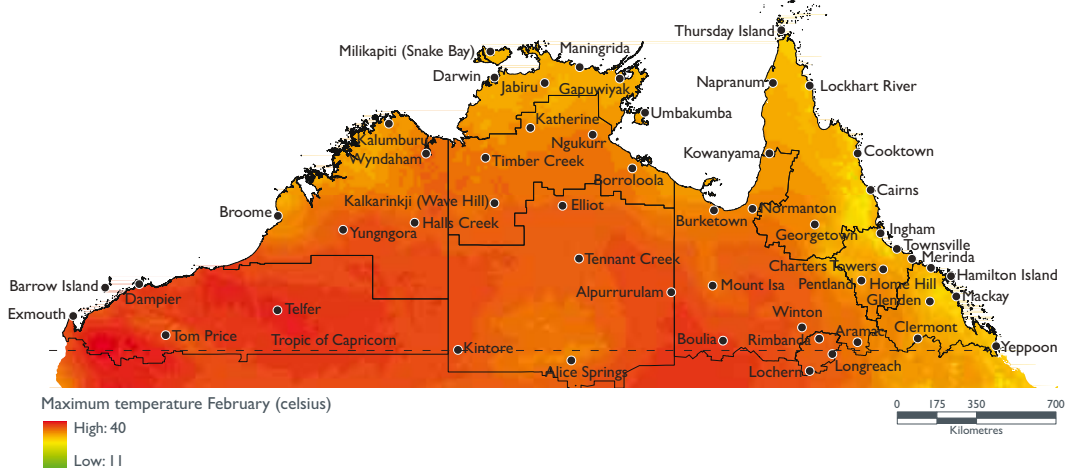 Thursday Island
Milikapiti (Snake Bay)
Maningrida
Darwin
Jabiru
Gapuwiyak
Napranum
Lockhart River
Umbakumba
Katherine
Kalumburu
Ngukurr
Wyndaham
Timber Creek
Kowanyama
Cooktown
Borroloola
Cairns
Kalkarinkji (Wave Hill)
Elliot
Broome
Halls Creek
Burketown
Normanton
Yungngora
Georgetown
Ingham
Townsville
Merinda
Tennant Creek
Charters Towers
Hamilton Island
Barrow Island
Dampier
Alpurrurulam
Mount Isa
Pentland
Home Hill
Mackay
Glenden
Exmouth
Telfer
Winton
Tom Price
Tropic of Capricorn
Boulia
Rimbanda
Aramac
Clermont
Kintore
Yeppoon
Alice Springs
Lochern
Longreach
Maximum temperature February (celsius)
High: 40
Low: 11
0 175 350 700
Kilometres